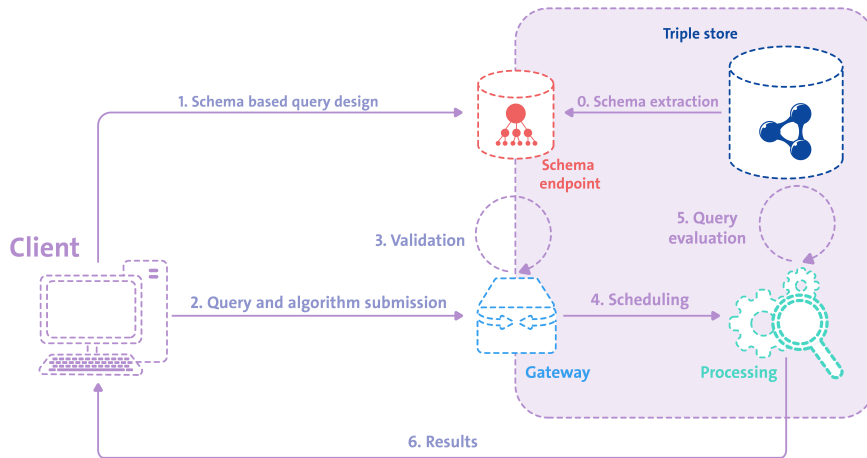 Triple store
1. Schema based query design
0. Schema extraction
Schema
endpoint
Client
3. Validation
5. Query
evaluation
2. Query and algorithm submission
4. Scheduling
Gateway
Processing
6. Results